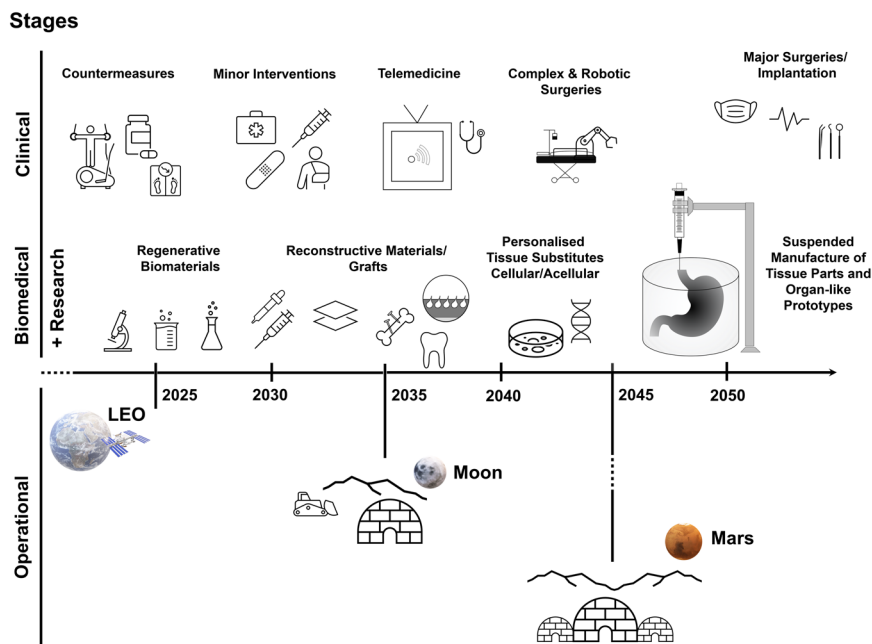 Stages
Clinical
Countermeasures
Minor Interventions
Telemedicine
Complex & Robotic
Surgeries
Major Surgeries/
Implantation
Biomedical
+ Research
Regenerative
Biomaterials
Reconstructive Materials/
Grafts
Personalised
Tissue Substitutes
Cellular/Acellular
Suspended
Manufacture of
Tissue Parts and
Organ-like
Prototypes
2025
2030
2035
2040
2045
2050
Operational
LEO
Moon
Mars